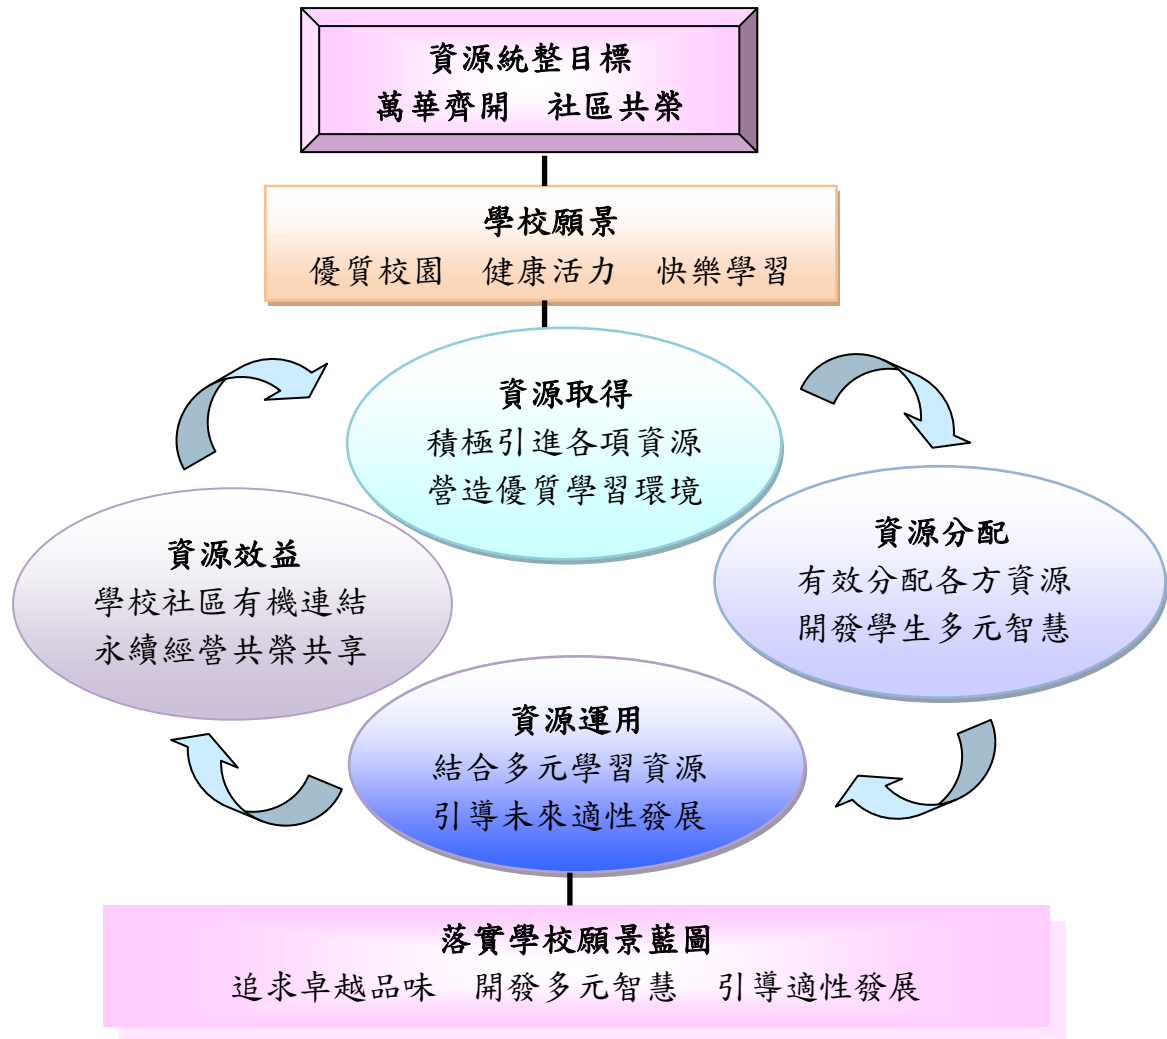 資源統整目標
萬華齊開　社區共榮
學校願景
優質校園　健康活力　快樂學習
資源取得
積極引進各項資源
營造優質學習環境
資源分配
有效分配各方資源
開發學生多元智慧
資源效益
學校社區有機連結
永續經營共榮共享
資源運用
結合多元學習資源
引導未來適性發展
落實學校願景藍圖
追求卓越品味　開發多元智慧　引導適性發展